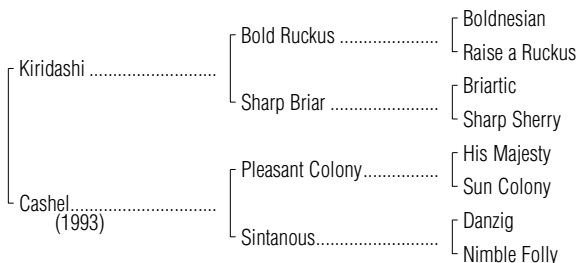 Boldnesian
Bold Ruckus ....................
Raise a Ruckus
Kiridashi .........................
Briartic
Sharp Briar ......................
Sharp Sherry
His Majesty
Pleasant Colony...............
Sun Colony
Cashel.............................
(1993)
Danzig
Sintanous.........................
Nimble Folly